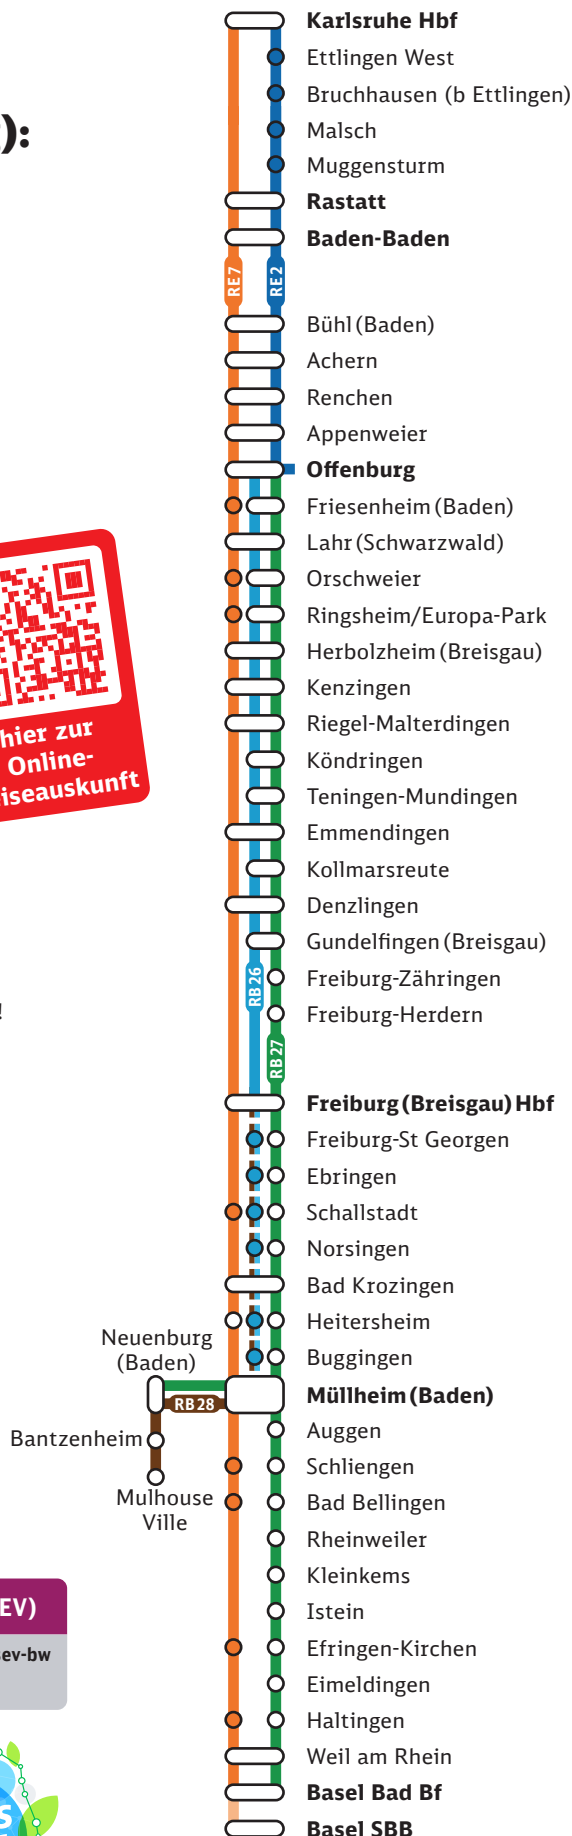 Karlsruhe Hbf
Ettlingen West
Bruchhausen (b Ettlingen)
):
Malsch
Muggensturm
Rastatt
Baden-Baden
RE 7
RE 2
Bühl (Baden)
Achern
Renchen
Appenweier
Offenburg
Friesenheim (Baden)
Lahr (Schwarzwald)
Orschweier
Ringsheim/Europa-Park
Herbolzheim (Breisgau)
Kenzingen
Riegel-Malterdingen
hier zur
Online-
iseauskunft
Köndringen
Teningen-Mundingen
Emmendingen
Kollmarsreute
Denzlingen
Gundelfingen (Breisgau)
RB 26
Freiburg-Zähringen
!
Freiburg-Herdern
RB 27
Freiburg (Breisgau) Hbf
Freiburg-St Georgen
Ebringen
Schallstadt
Norsingen
Bad Krozingen
Heitersheim
Neuenburg
(Baden)
Buggingen
Müllheim (Baden)
RB 28
Auggen
Bantzenheim
Schliengen
Mulhouse
Ville
Bad Bellingen
Rheinweiler
Kleinkems
Istein
EV)
Efringen-Kirchen
ev-bw
Eimeldingen
Haltingen
Weil am Rhein
Basel Bad Bf
S
Basel SBB